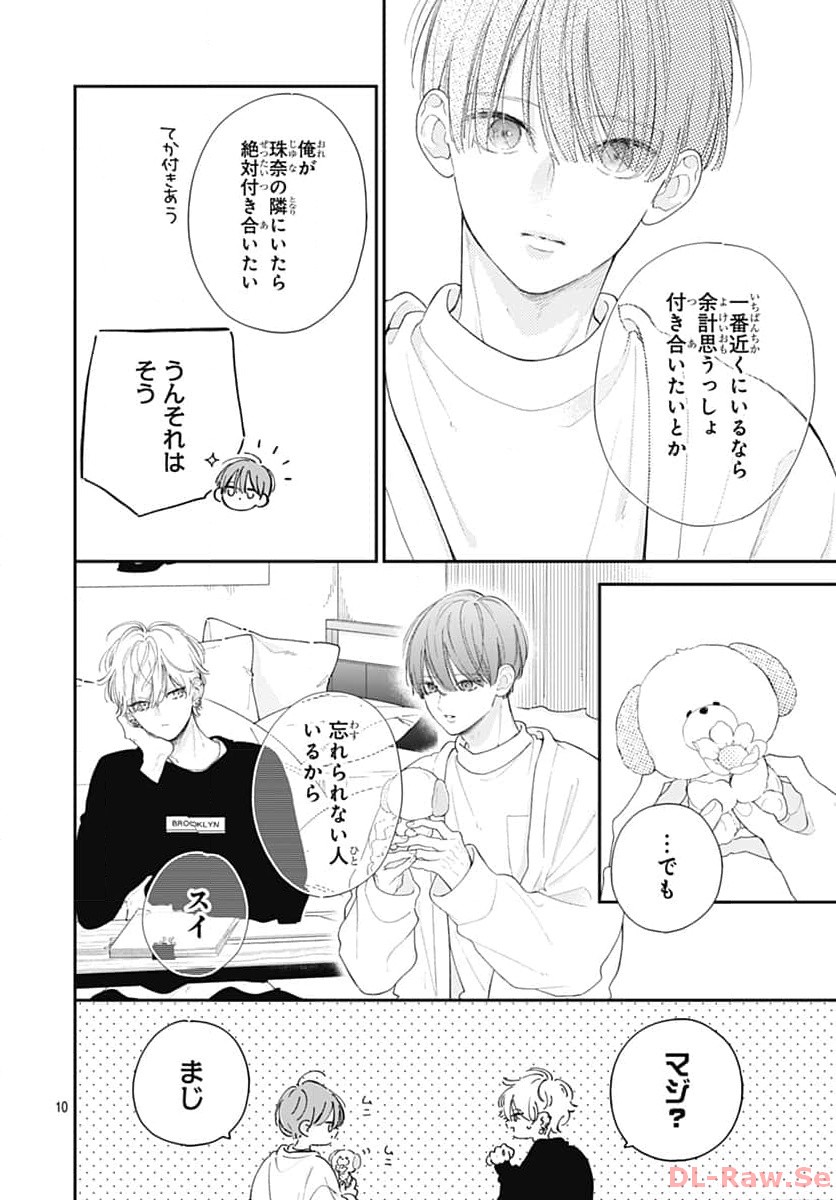 一番近くにいるなら
余計思うっしょ
付き合いたいとか
俺が
珠奈の隣にいたら
絶対付き合いたい
てか付きあう
うんそれは
そう
…でも
忘れられない人
いるから
スイ
BROOKLYN
マジ?
まじ
ムニ
ムニ
10
DL-Raw.Se